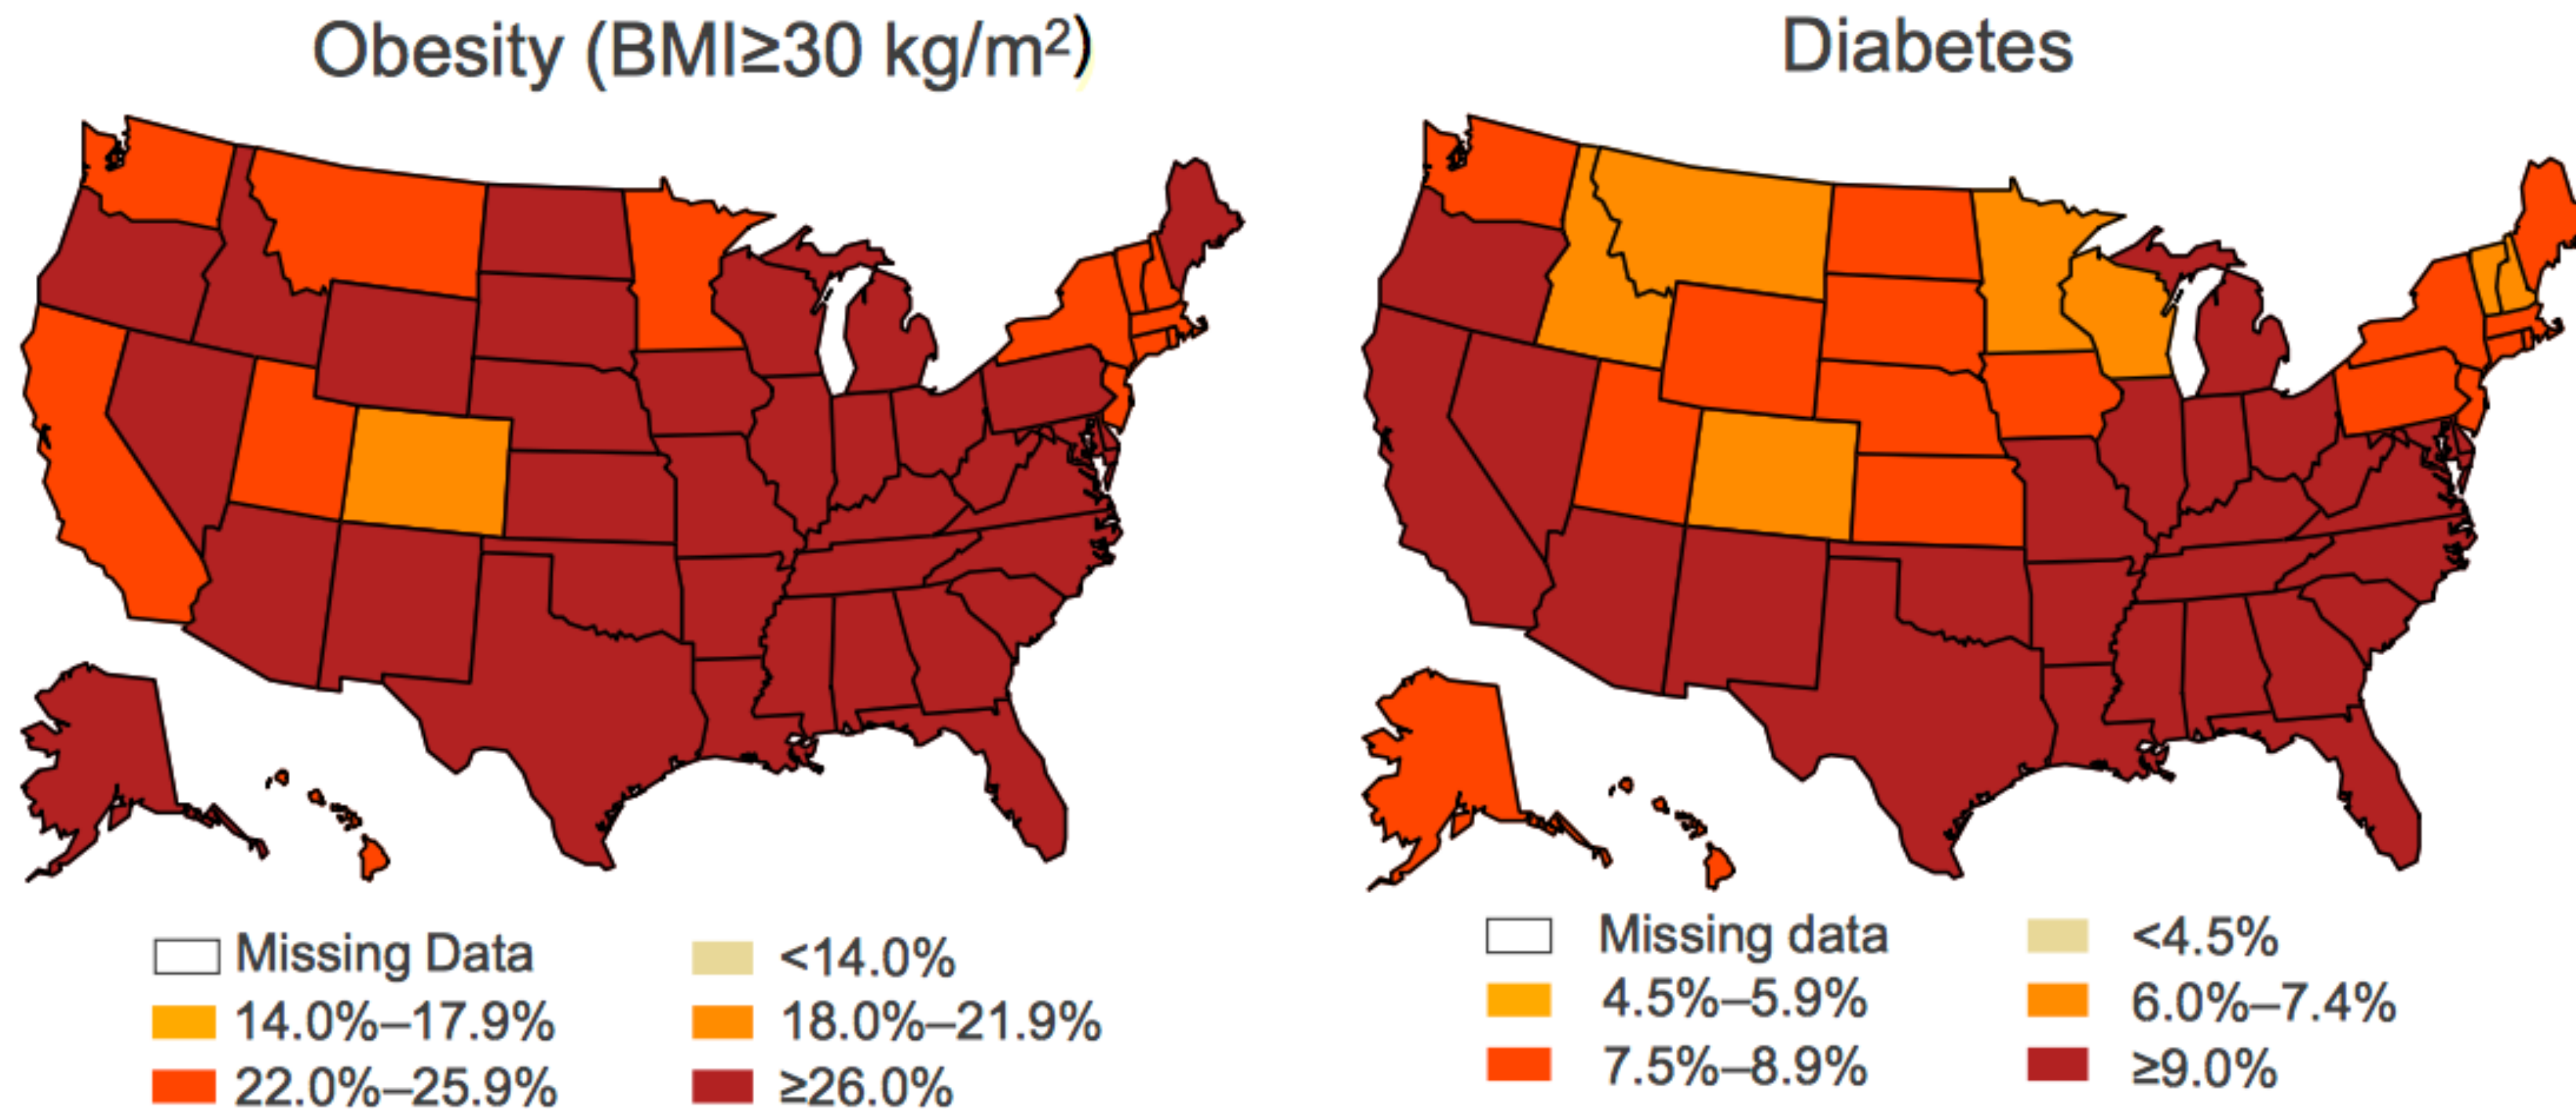 Obesity (BMI≥30 kg/m²)
Diabetes
Missing Data
<14.0%
14.0%–17.9%
18.0%–21.9%
22.0%–25.9%
≥26.0%
Missing data
<4.5%
4.5%–5.9%
6.0%–7.4%
7.5%–8.9%
≥9.0%